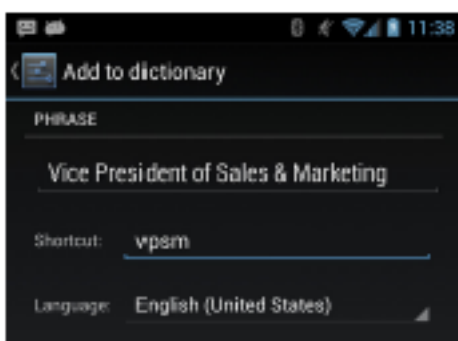 11:38
Add to dictionary
PHRASE
Vice President of Sales & Marketing
Shortcut: vpsm
Language: English (United States)